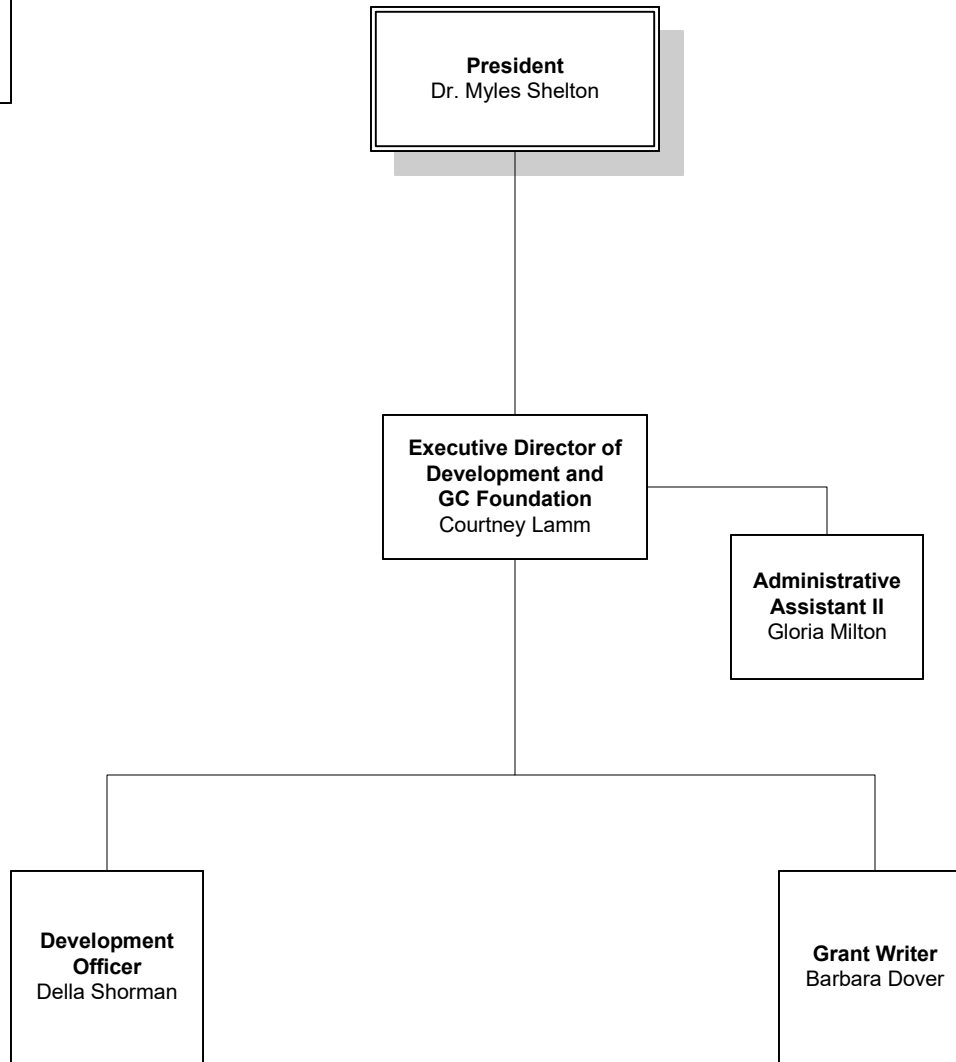 President
Dr. Myles Shelton
Executive Director of
Development and
GC Foundation
Courtney Lamm
Administrative
Assistant II
Gloria Milton
Development
Officer
Della Shorman
Grant Writer
Barbara Dover